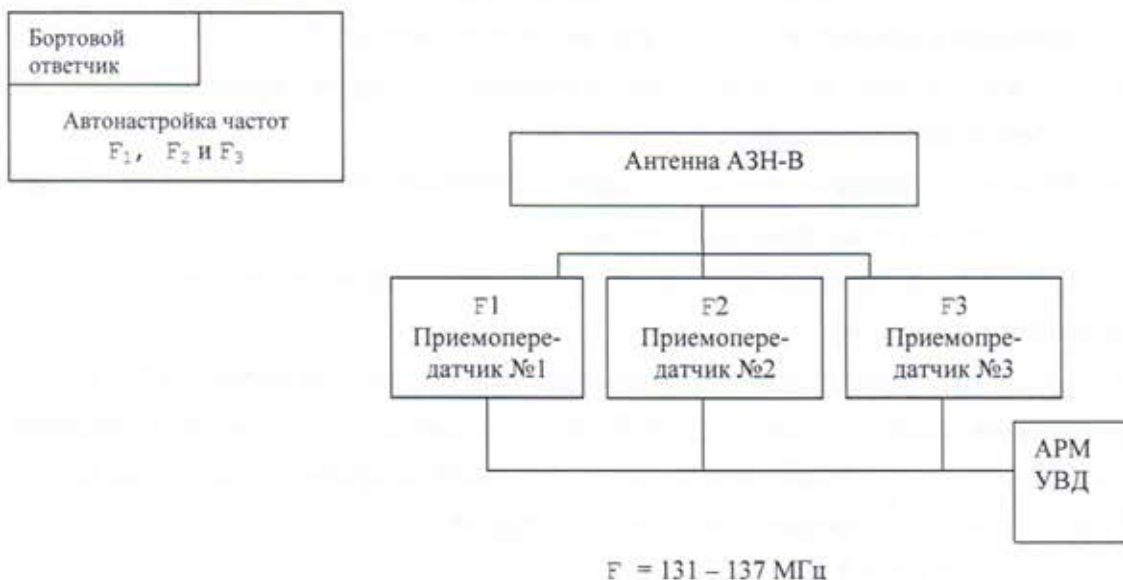 Бортовой
ответчик
Автонастройка частот
F₁, F₂ и F₃
Антенна АЗН-В
F1
Приемопере-
датчик №1
F2
Приемопере-
датчик №2
F3
Приемопре-
датчик №3
АРМ
УВД
F = 131 – 137 МГц